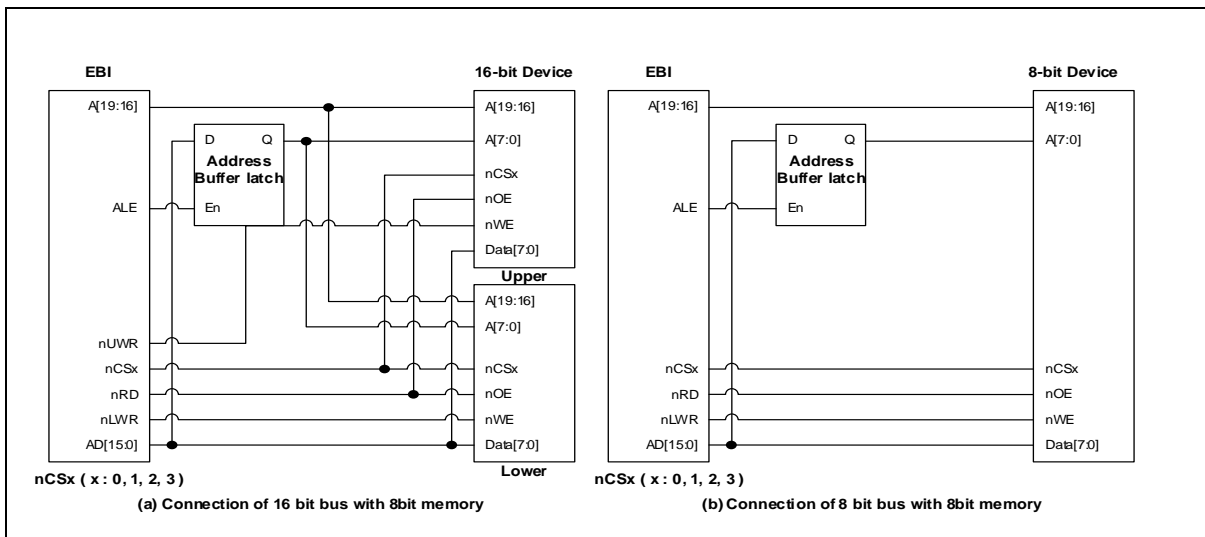 EBI
A[19:16]
ALE
nUWR
nCSx
nRD
nLWR
AD[15:0]
nCSx ( x : 0, 1, 2, 3 )
D Q
Address
Buffer latch
En
16-bit Device
A[19:16]
A[7:0]
nCSx
nOE
nWE
Data[7:0]
Upper
A[19:16]
A[7:0]
nCSx
nOE
nWE
Data[7:0]
Lower
(a) Connection of 16 bit bus with 8bit memory
EBI
A[19:16]
ALE
nCSx
nRD
nLWR
AD[15:0]
nCSx ( x : 0, 1, 2, 3 )
D Q
Address
Buffer latch
En
8-bit Device
A[19:16]
A[7:0]
nCSx
nOE
nWE
Data[7:0]
(b) Connection of 8 bit bus with 8bit memory